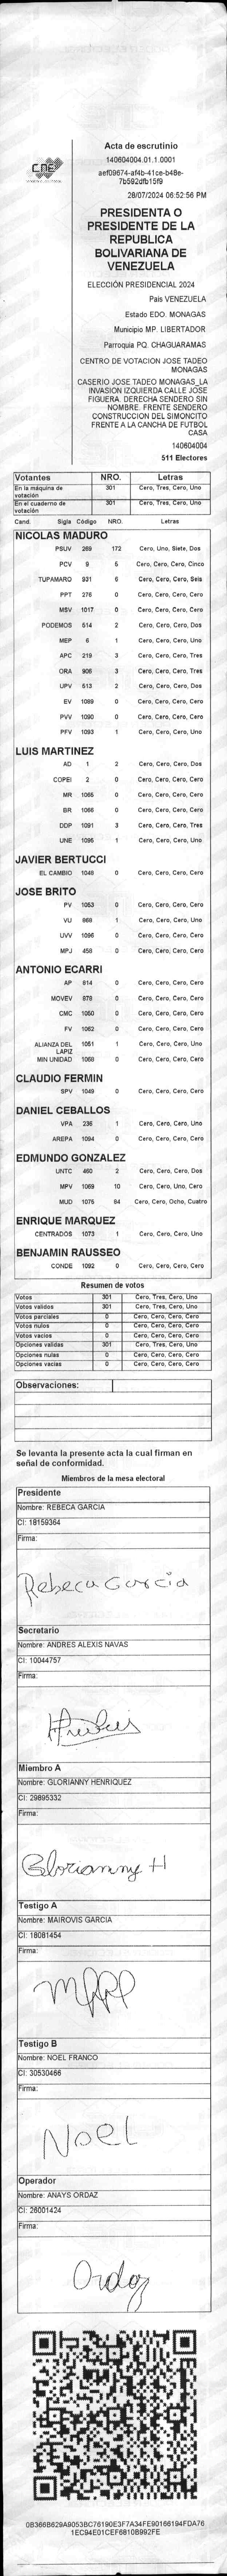 CNE
Acta de escrutinio
140604004.01.1.0001
aef09674-af4b-41ce-b48e-
7b592dfb15f9
28/07/2024 06:52:56 PM
PRESIDENTA O
PRESIDENTE DE LA
REPUBLICA
BOLIVARIANA DE
VENEZUELA
ELECCIÓN PRESIDENCIAL 2024
País VENEZUELA
Estado EDO. MONAGAS
Municipio MP. LIBERTADOR
Parroquia PQ. CHAGUARAMAS
CENTRO DE VOTACION JOSE TADEO
MONAGAS
CASERIO JOSE TADEO MONAGAS_LA
INVASION IZQUIERDA CALLE JOSE
FIGUERA. DERECHA SENDERO SIN
NOMBRE. FRENTE SENDERO
CONSTRUCCION DEL SIMONCITO
FRENTE A LA CANCHA DE FUTBOL
CASA
140604004
511 Electores
Votantes NRO. Letras
En la máquina de votación 301 Cero, Tres, Cero, Uno
En el cuaderno de votación 301 Cero, Tres, Cero, Uno
Cand. Sigla Código NRO. Letras
NICOLAS MADURO
PSUV 269 172 Cero, Uno, Siete, Dos
PCV 9 5 Cero, Cero, Cero, Cinco
TUPAMARO 931 6 Cero, Cero, Cero, Seis
PPT 276 0 Cero, Cero, Cero, Cero
MSV 1017 0 Cero, Cero, Cero, Cero
PODEMOS 514 2 Cero, Cero, Cero, Dos
MEP 6 1 Cero, Cero, Cero, Uno
APC 219 3 Cero, Cero, Cero, Tres
ORA 906 3 Cero, Cero, Cero, Tres
UPV 513 2 Cero, Cero, Cero, Dos
EV 1089 0 Cero, Cero, Cero, Cero
PVV 1090 0 Cero, Cero, Cero, Cero
PFV 1093 1 Cero, Cero, Cero, Uno
LUIS MARTINEZ
AD 1 2 Cero, Cero, Cero, Dos
COPEI 2 0 Cero, Cero, Cero, Cero
MR 1065 0 Cero, Cero, Cero, Cero
BR 1066 0 Cero, Cero, Cero, Cero
DDP 1091 3 Cero, Cero, Cero, Tres
UNE 1095 1 Cero, Cero, Cero, Uno
JAVIER BERTUCCI
EL CAMBIO 1048 0 Cero, Cero, Cero, Cero
JOSE BRITO
PV 1053 0 Cero, Cero, Cero, Cero
VU 868 1 Cero, Cero, Cero, Uno
UVV 1096 0 Cero, Cero, Cero, Cero
MPJ 458 0 Cero, Cero, Cero, Cero
ANTONIO ECARRI
AP 814 0 Cero, Cero, Cero, Cero
MOVEV 878 0 Cero, Cero, Cero, Cero
CMC 1050 0 Cero, Cero, Cero, Cero
FV 1062 0 Cero, Cero, Cero, Cero
ALIANZA DEL LAPIZ 1051 1 Cero, Cero, Cero, Uno
MIN UNIDAD 1068 0 Cero, Cero, Cero, Cero
CLAUDIO FERMIN
SPV 1049 0 Cero, Cero, Cero, Cero
DANIEL CEBALLOS
VPA 236 1 Cero, Cero, Cero, Uno
AREPA 1094 0 Cero, Cero, Cero, Cero
EDMUNDO GONZALEZ
UNTC 460 2 Cero, Cero, Cero, Dos
MPV 1069 10 Cero, Cero, Uno, Cero
MUD 1075 84 Cero, Cero, Ocho, Cuatro
ENRIQUE MARQUEZ
CENTRADOS 1073 1 Cero, Cero, Cero, Uno
BENJAMIN RAUSSEO
CONDE 1092 0 Cero, Cero, Cero, Cero
Resumen de votos
Votos 301 Cero, Tres, Cero, Uno
Votos validos 301 Cero, Tres, Cero, Uno
Votos parciales 0 Cero, Cero, Cero, Cero
Votos nulos 0 Cero, Cero, Cero, Cero
Votos vacios 0 Cero, Cero, Cero, Cero
Opciones validas 301 Cero, Tres, Cero, Uno
Opciones nulas 0 Cero, Cero, Cero, Cero
Opciones vacias 0 Cero, Cero, Cero, Cero
Observaciones:
Se levanta la presente acta la cual firman en
señal de conformidad.
Miembros de la mesa electoral
Presidente
Nombre: REBECA GARCIA
CI: 18159364
Firma:
Rebeca Garcia
Secretario
Nombre: ANDRES ALEXIS NAVAS
CI: 10044757
Firma:
Miembro A
Nombre: GLORIANNY HENRIQUEZ
CI: 29895332
Firma:
Glorianny H
Testigo A
Nombre: MAIROVIS GARCIA
CI: 18081454
Firma:
Testigo B
Nombre: NOEL FRANCO
CI: 30530466
Firma:
Noel
Operador
Nombre: ANAYS ORDAZ
CI: 26001424
Firma:
Ordaz
0B366B629A9053BC76190E3F7A34FE90166194FDA76
1EC94E01CEF6810B992FE